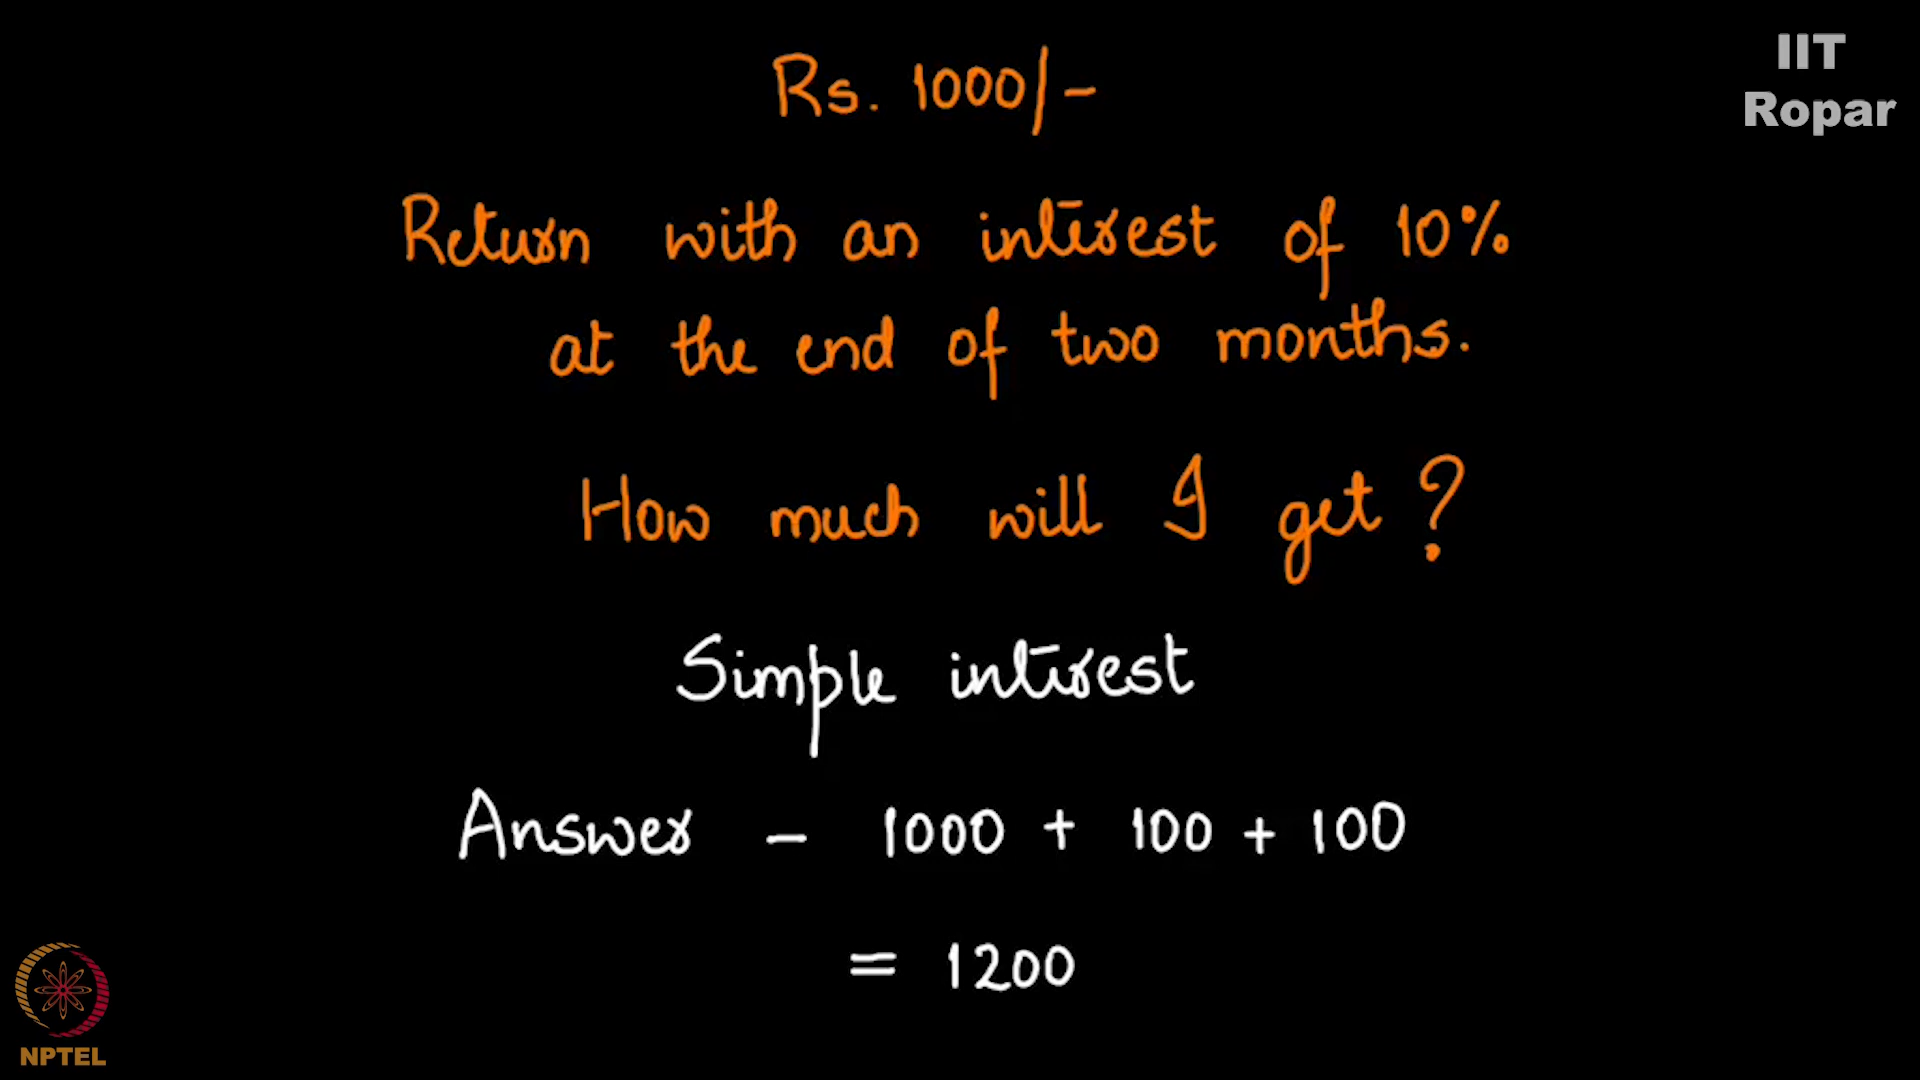 IIT
Ropar
Rs. 1000/-
Return with an interest of 10%
at the end of two months.
How much will I get?
Simple interest
Answer - 1000 + 100 + 100
= 1200
NPTEL